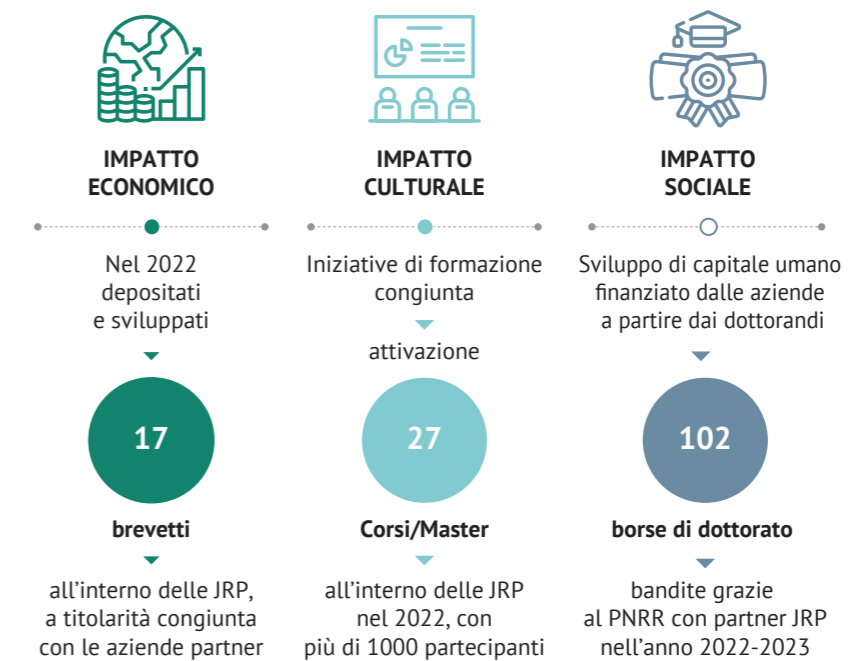 IMPATTO
ECONOMICO
Nel 2022
depositati
e sviluppati
17
brevetti
all’interno delle JRP,
a titolarità congiunta
con le aziende partner
IMPATTO
CULTURALE
Iniziative di formazione
congiunta
attivazione
27
Corsi/Master
all’interno delle JRP
nel 2022, con
più di 1000 partecipanti
IMPATTO
SOCIALE
Sviluppo di capitale umano
finanziato dalle aziende
a partire dai dottorandi
102
borse di dottorato
bandite grazie
al PNRR con partner JRP
nell’anno 2022-2023